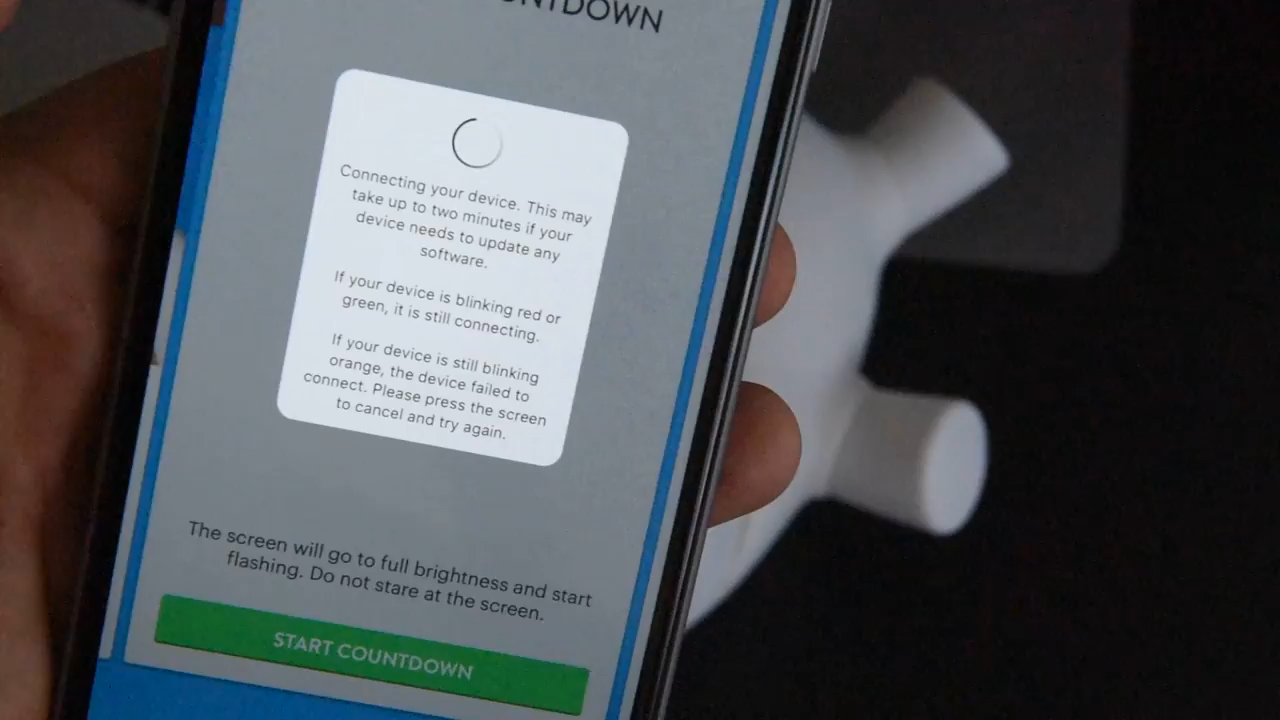 Connecting your device. This may
take up to two minutes if your
device needs to update any
software.
If your device is blinking red or
green, it is still connecting.
If your device is still blinking
orange, the device failed to
connect. Please press the screen
to cancel and try again.
The screen will go to full brightness and start
flashing. Do not stare at the screen.
START COUNTDOWN